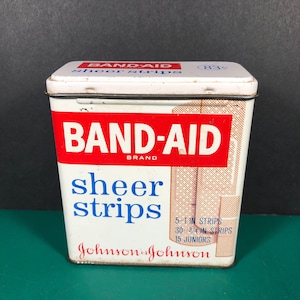 BAND-AID
sheer strips
83¢
BAND-AID
BRAND
sheer
strips
5-1 IN STRIPS
30-3/4 IN STRIPS
15 JUNIORS
Johnson & Johnson